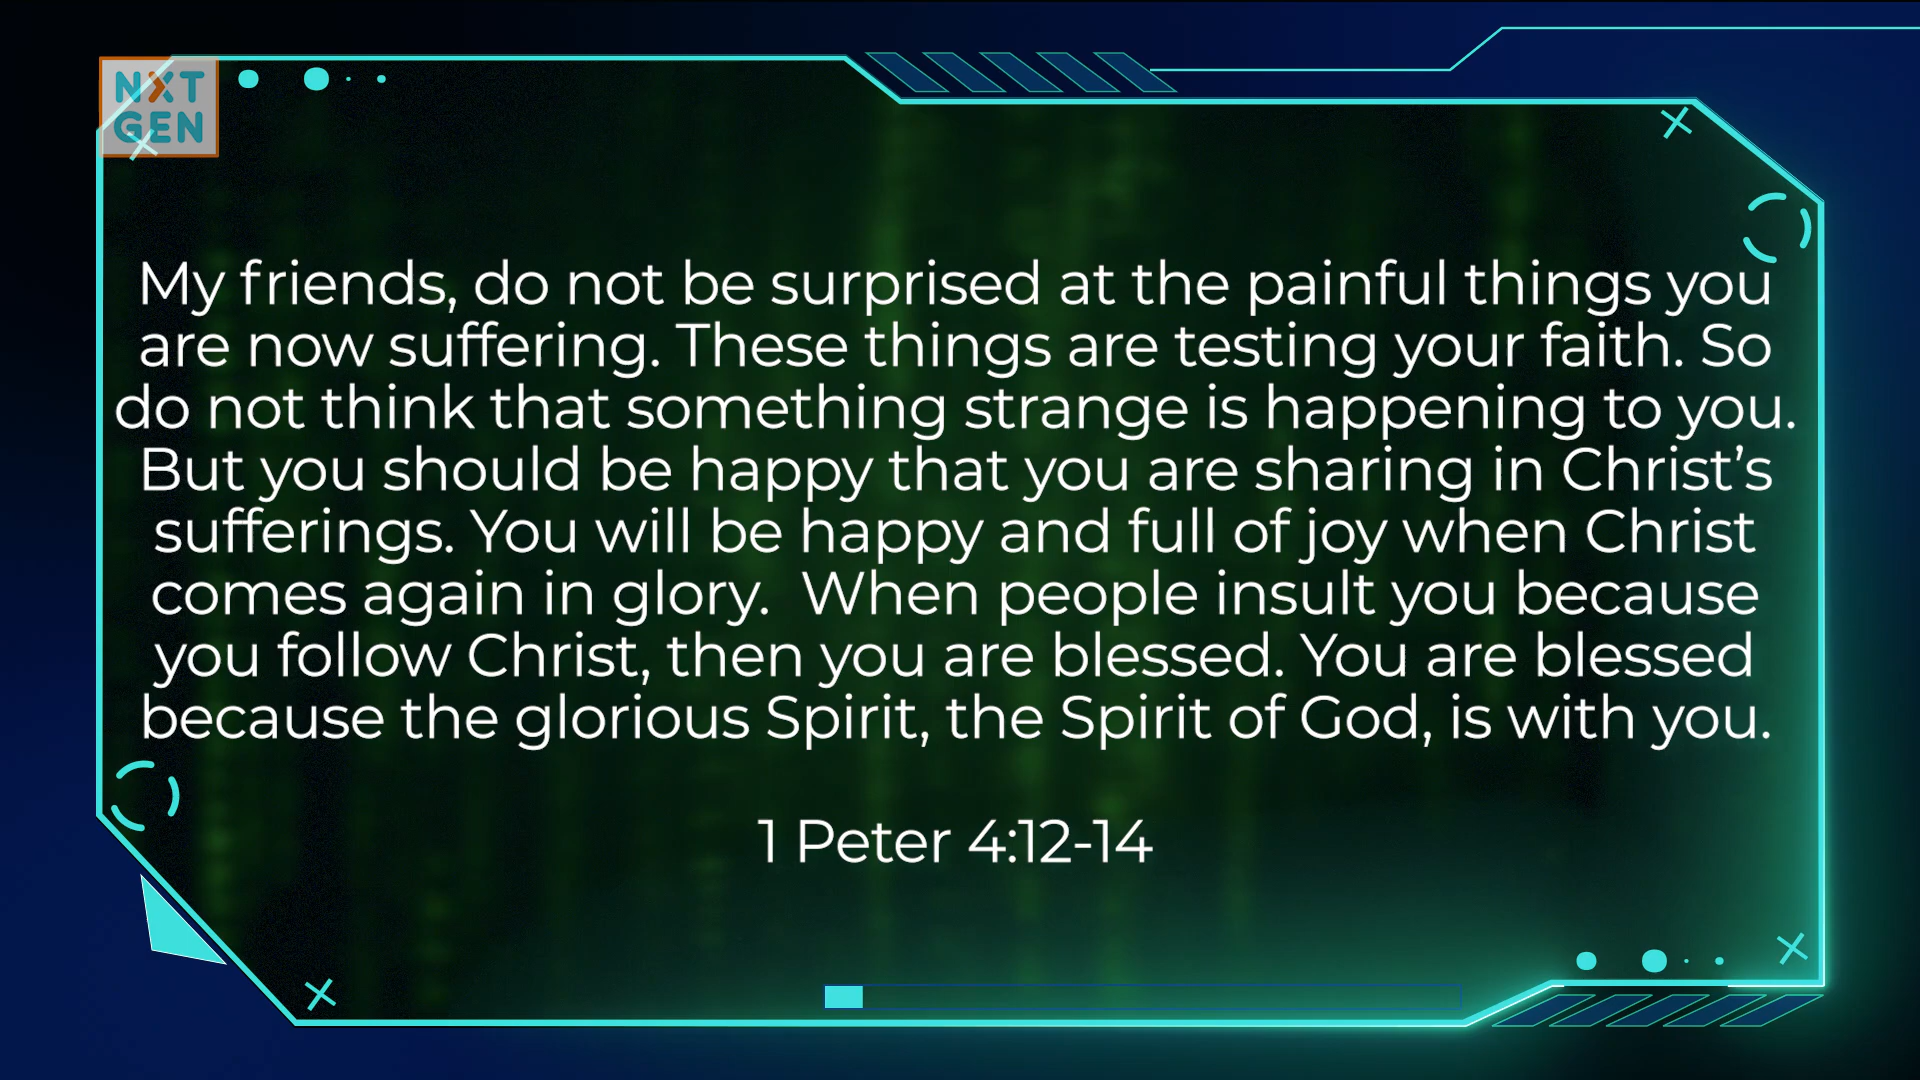 NXT
GEN
My friends, do not be surprised at the painful things you
are now suffering. These things are testing your faith. So
do not think that something strange is happening to you.
But you should be happy that you are sharing in Christ’s
sufferings. You will be happy and full of joy when Christ
comes again in glory.  When people insult you because
you follow Christ, then you are blessed. You are blessed
because the glorious Spirit, the Spirit of God, is with you.
1 Peter 4:12-14